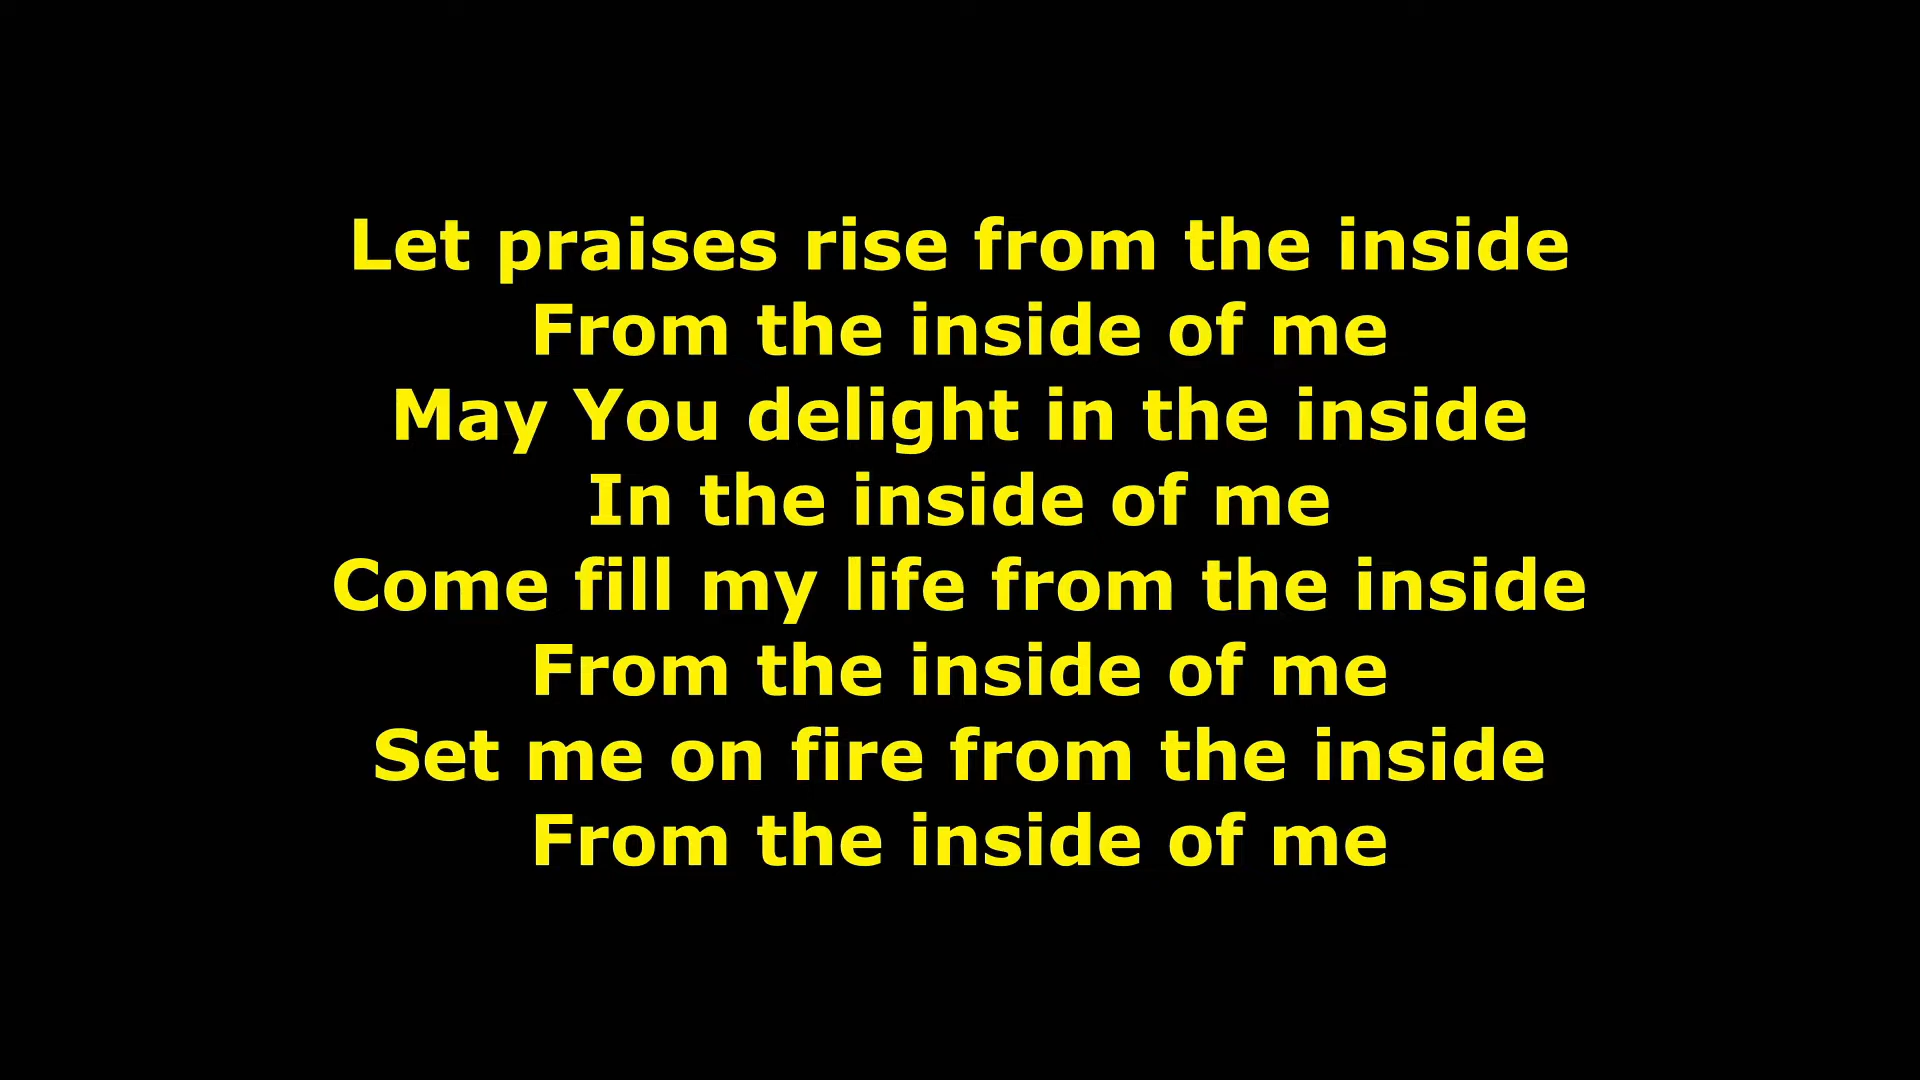 Let praises rise from the inside
From the inside of me
May You delight in the inside
In the inside of me
Come fill my life from the inside
From the inside of me
Set me on fire from the inside
From the inside of me